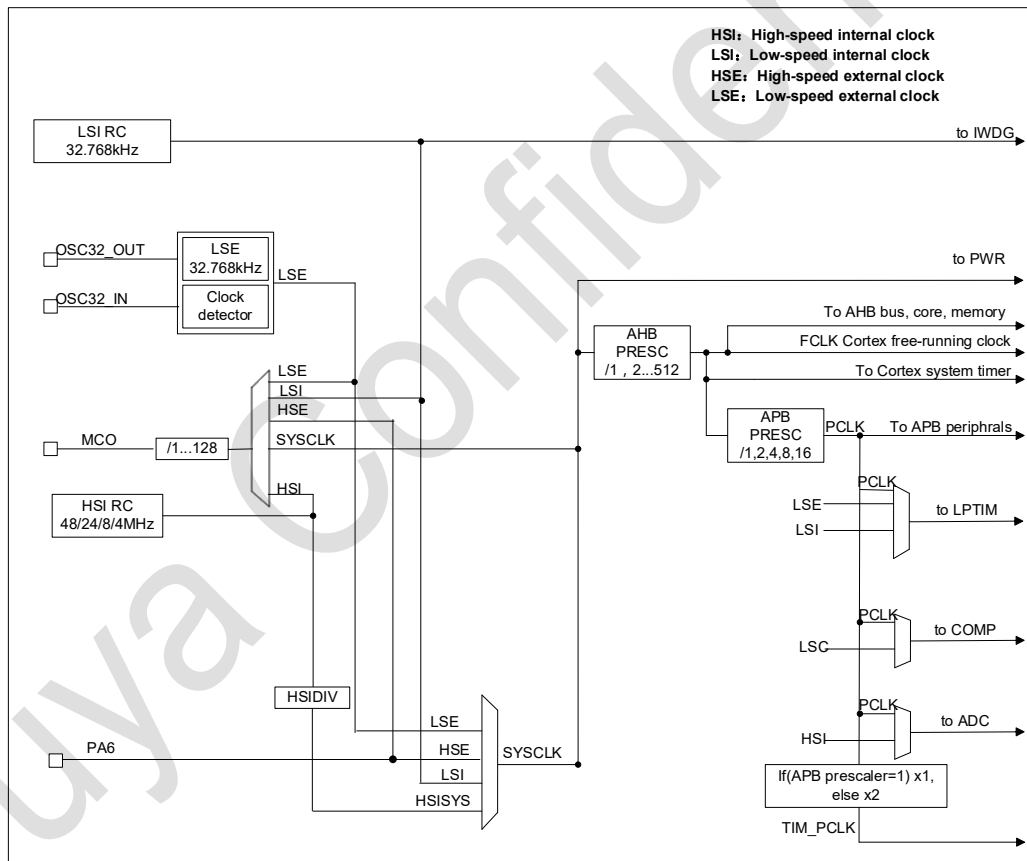 HSI：High-speed internal clock
LSI：Low-speed internal clock
HSE：High-speed external clock
LSE：Low-speed external clock
LSI RC
32.768kHz
to IWDG
OSC32_OUT
LSE
32.768kHz
LSE
OSC32_IN
Clock
detector
to PWR
To AHB bus, core, memory
AHB
PRESC
/1 , 2...512
FCLK Cortex free-running clock
To Cortex system timer
LSE
LSI
HSE
MCO
/1...128
SYSCLK
APB
PRESC
/1,2,4,8,16
PCLK
To APB periphrals
HSI
HSI RC
48/24/8/4MHz
PCLK
LSE
LSI
to LPTIM
PCLK
LSC
to COMP
HSIDIV
PCLK
HSI
to ADC
LSE
PA6
HSE
SYSCLK
LSI
HSISYS
If(APB prescaler=1) x1,
else x2
TIM_PCLK
uya Confiden